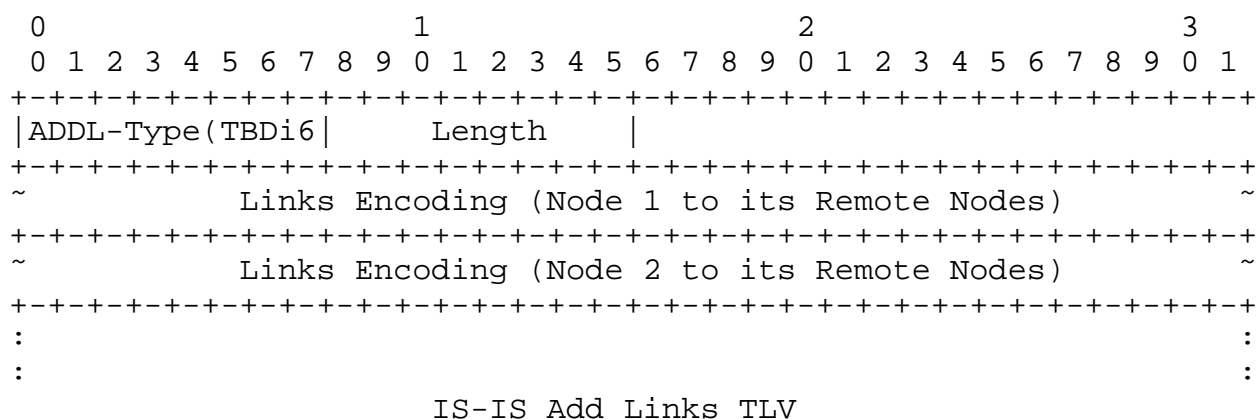 0                   1                   2                   3
 0 1 2 3 4 5 6 7 8 9 0 1 2 3 4 5 6 7 8 9 0 1 2 3 4 5 6 7 8 9 0 1
+-+-+-+-+-+-+-+-+-+-+-+-+-+-+-+-+-+-+-+-+-+-+-+-+-+-+-+-+-+-+-+-+
|ADDL-Type(TBDi6|     Length    |
+-+-+-+-+-+-+-+-+-+-+-+-+-+-+-+-+-+-+-+-+-+-+-+-+-+-+-+-+-+-+-+-+
~           Links Encoding (Node 1 to its Remote Nodes)         ~
+-+-+-+-+-+-+-+-+-+-+-+-+-+-+-+-+-+-+-+-+-+-+-+-+-+-+-+-+-+-+-+-+
~           Links Encoding (Node 2 to its Remote Nodes)         ~
+-+-+-+-+-+-+-+-+-+-+-+-+-+-+-+-+-+-+-+-+-+-+-+-+-+-+-+-+-+-+-+-+
:                                                               :
:                                                               :
                      IS-IS Add Links TLV